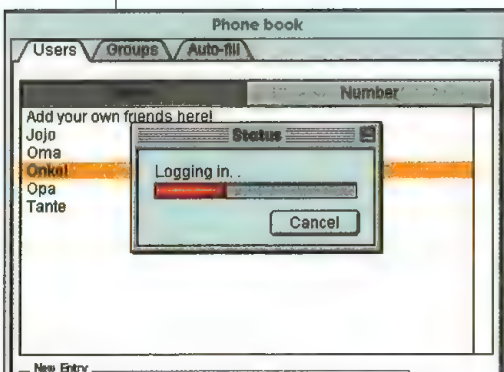 Phone book
Users Groups Auto-fill
Number
Add your own friends here!
Jojo
Oma
Onkel
Opa
Tante
Status
Logging in. .
Cancel
New Entry